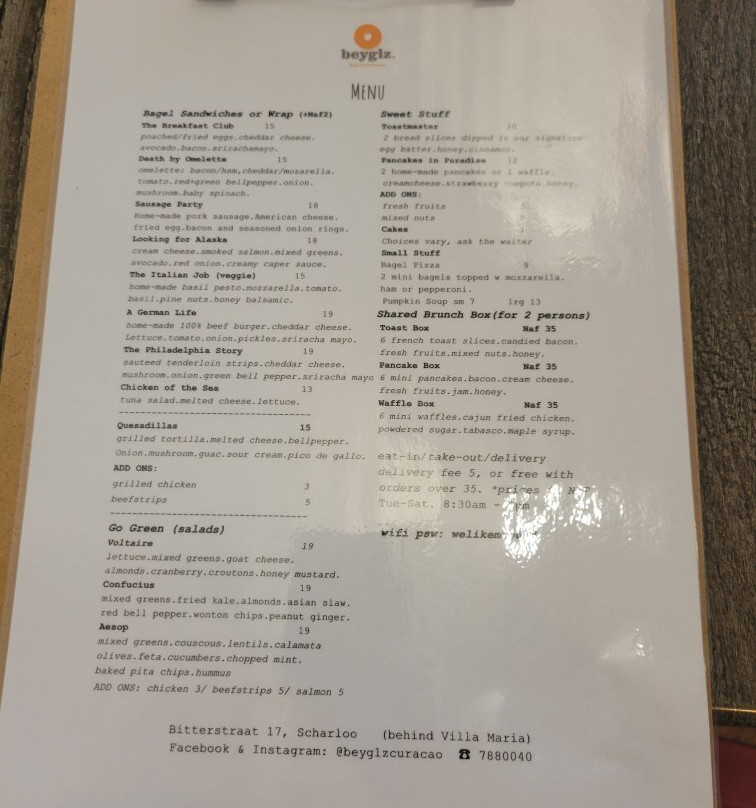 beyglz.
MENU
Bagel Sandwiches or Wrap (+Naf2)
The Breakfast Club 15
poached/fried eggs.cheddar cheese.
avocado.bacon.srirachamayo.
Death by Omelette 15
omelette: bacon/ham,cheddar/mozarella.
tomato.red+green bellpepper.onion.
mushroom.baby spinach.
Sausage Party 18
Home-made pork sausage.American cheese.
fried egg.bacon and seasoned onion rings.
Looking for Alaska 18
cream cheese.smoked salmon.mixed greens.
avocado.red onion.creamy caper sauce.
The Italian Job (veggie) 15
home-made basil pesto.mozzarella.tomato.
basil.pine nuts.honey balsamic.
A German Life 19
home-made 100% beef burger.cheddar cheese.
Lettuce.tomato.onion.pickles.sriracha mayo.
The Philadelphia Story 19
sauteed tenderloin strips.cheddar cheese.
mushroom.onion.green bell pepper.sriracha mayo
Chicken of the Sea 13
tuna salad.melted cheese.lettuce.
Quesadillas 15
grilled tortilla.melted cheese.bellpepper.
Onion.mushroom.guac.sour cream.pico de gallo.
ADD ONS:
grilled chicken 3
beefstrips 5
Go Green (salads)
Voltaire 19
lettuce.mixed greens.goat cheese.
almonds.cranberry.croutons.honey mustard.
Confucius 19
mixed greens.fried kale.almonds.asian slaw.
red bell pepper.wonton chips.peanut ginger.
Aesop 19
mixed greens.couscous.lentils.calamata
olives.feta.cucumbers.chopped mint.
baked pita chips.hummus
ADD ONS: chicken 3/ beefstrips 5/ salmon 5
Sweet Stuff
Toastmaster
2 bread slices dipped in our signature
egg batter.honey.cinnamon.
Pancakes in Paradise 12
2 home-made pancakes or 1 waffle.
creamcheese.strawberry compote.honey.
ADD ONS:
fresh fruits
mixed nuts
Cakes
Choices vary, ask the waiter
Small Stuff
Bagel Pizza 9
2 mini bagels topped w mozzarella.
ham or pepperoni.
Pumpkin Soup sm 7 lrg 13
Shared Brunch Box(for 2 persons)
Toast Box Naf 35
6 french toast slices.candied bacon.
fresh fruits.mixed nuts.honey.
Pancake Box Naf 35
6 mini pancakes.bacon.cream cheese.
fresh fruits.jam.honey.
Waffle Box Naf 35
6 mini waffles.cajun fried chicken.
powdered sugar.tabasco.maple syrup.
eat-in/take-out/delivery
delivery fee 5, or free with
orders over 35. *prices
Tue-Sat. 8:30am -
wifi psw:
Bitterstraat 17, Scharloo (behind Villa Maria)
Facebook & Instagram: @beyglzcuracao ☎ 7880040